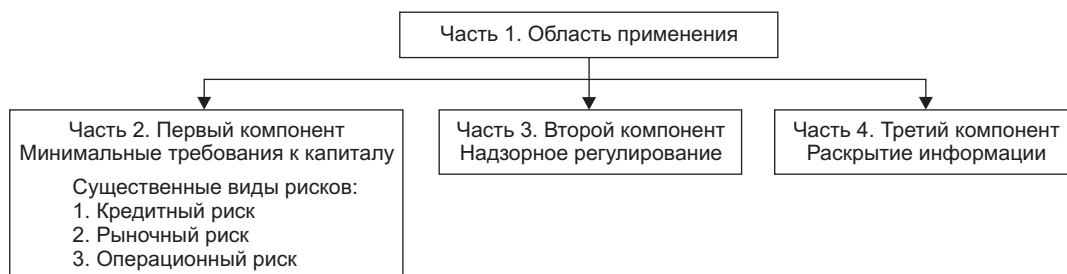 Часть 1. Область применения
Часть 2. Первый компонент
Минимальные требования к капиталу
Существенные виды рисков:
1. Кредитный риск
2. Рыночный риск
3. Операционный риск
Часть 3. Второй компонент
Надзорное регулирование
Часть 4. Третий компонент
Раскрытие информации